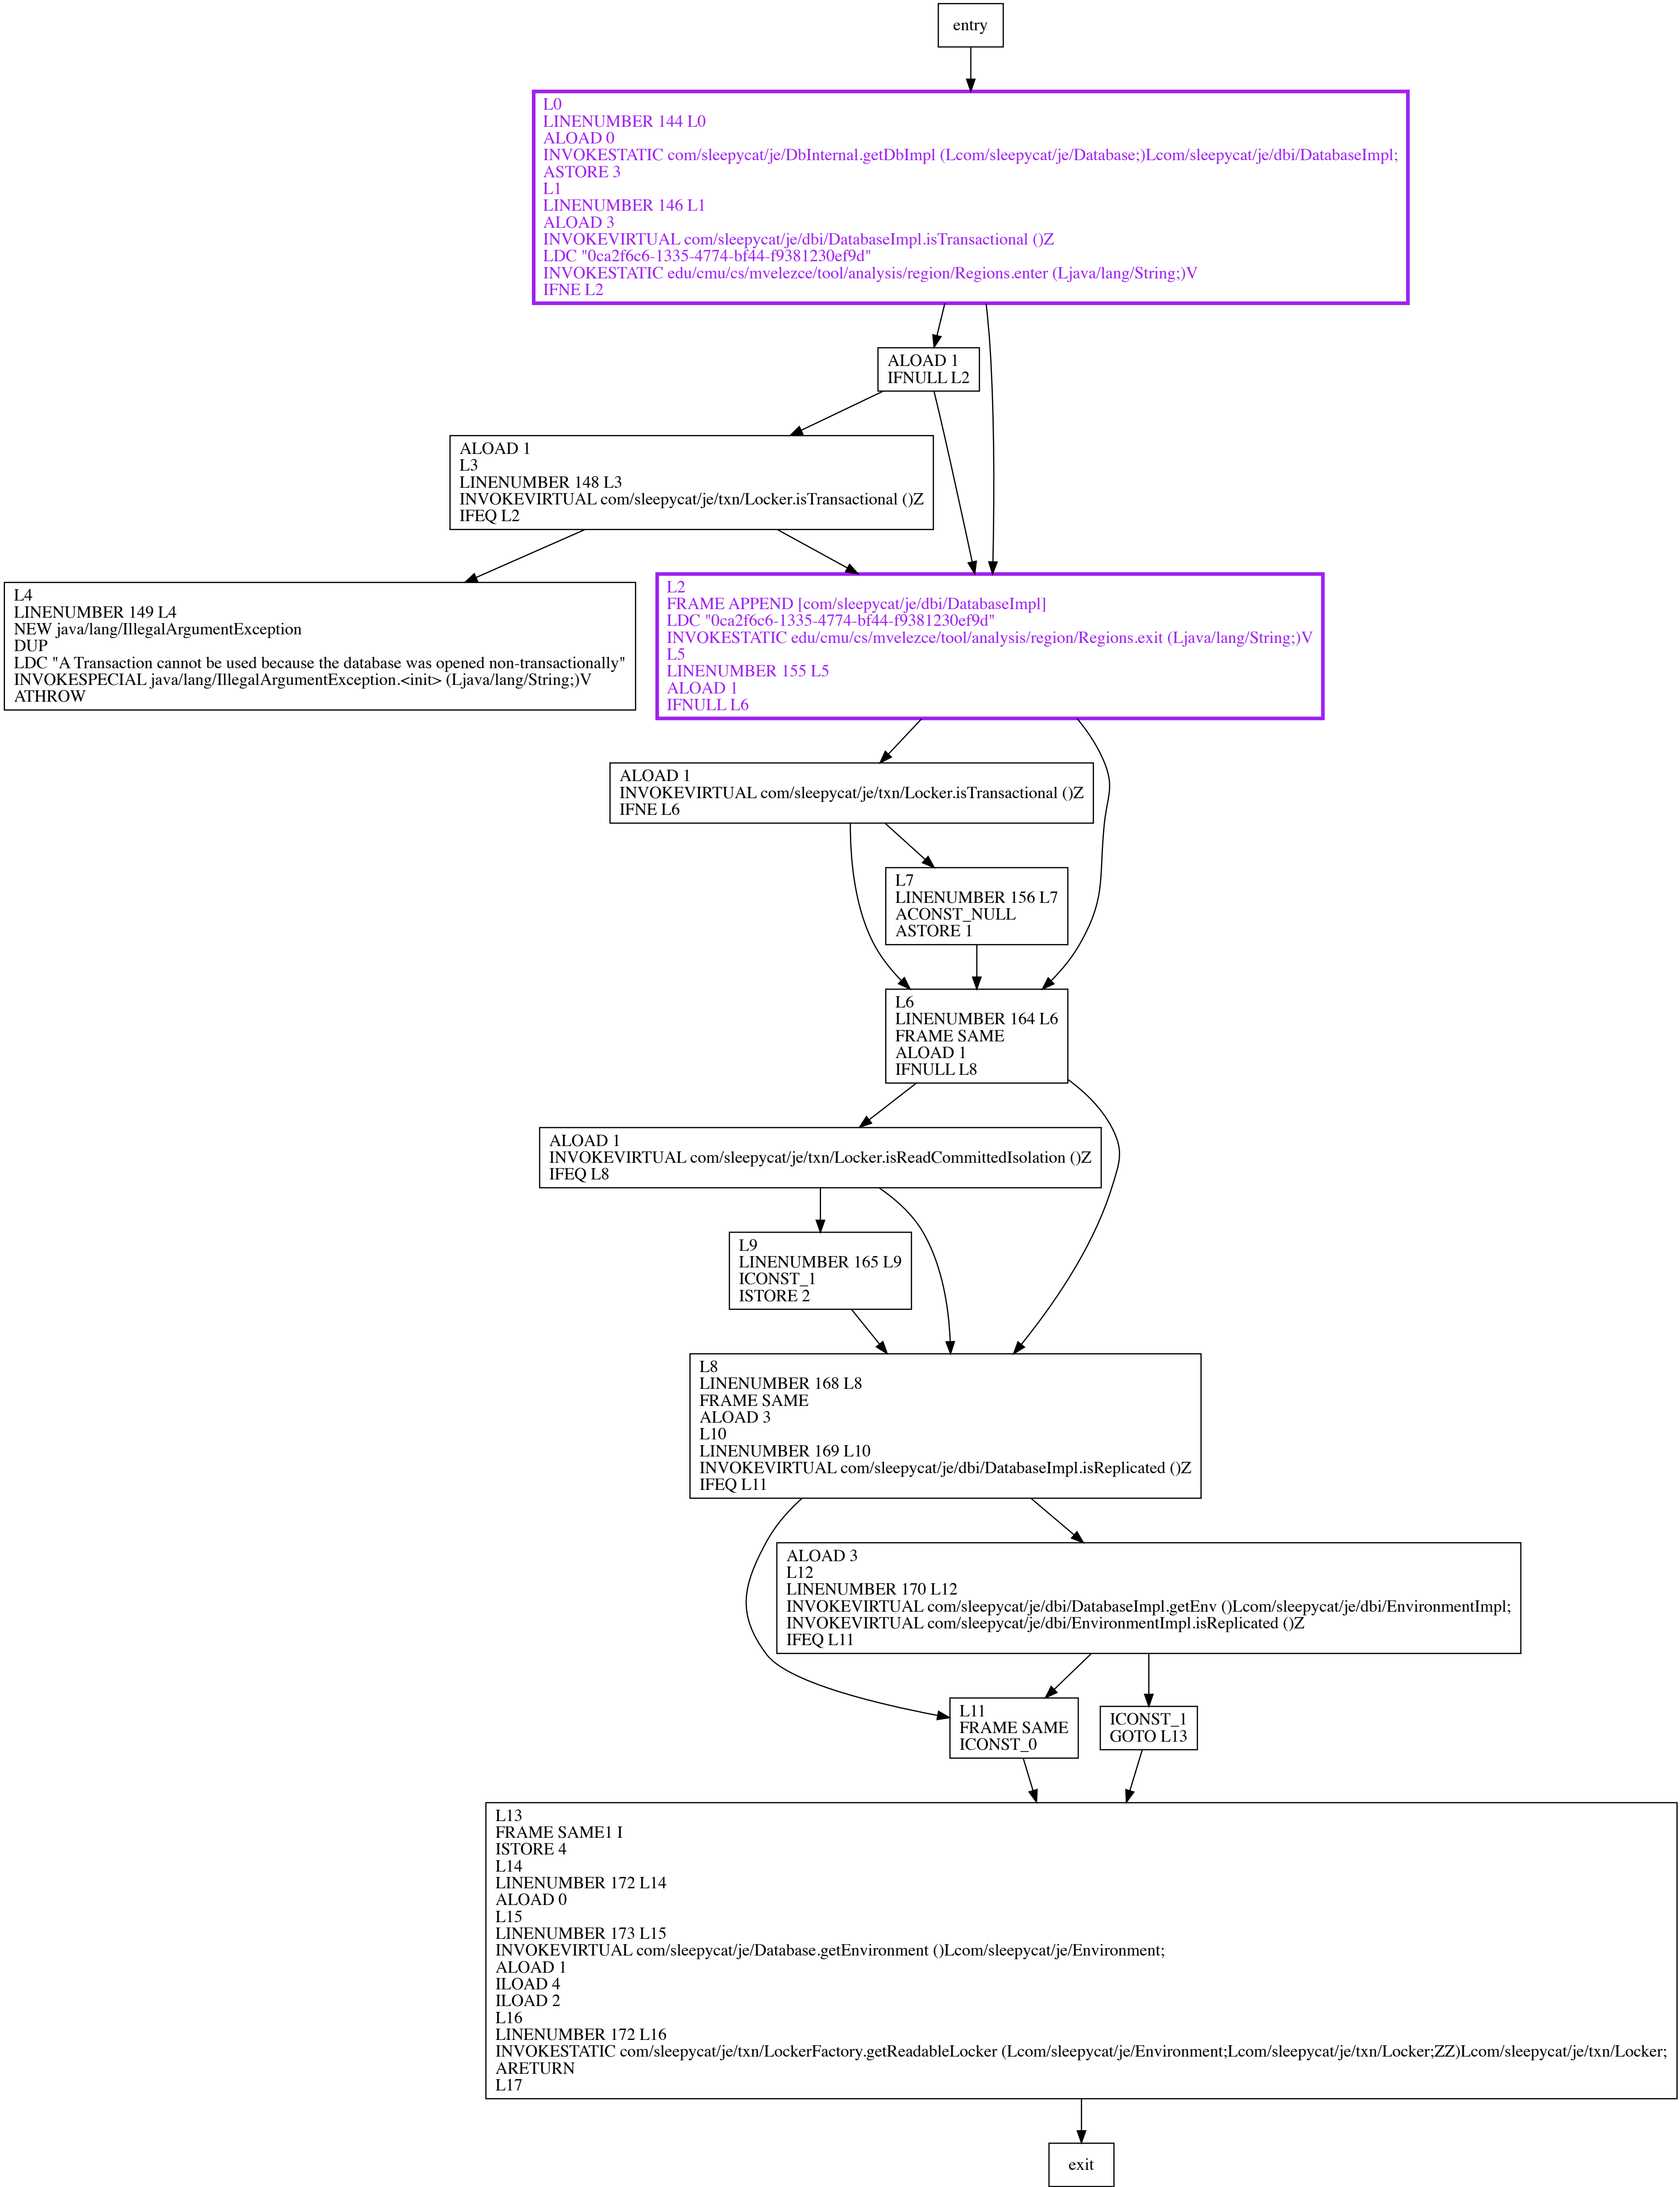 entry
L0
LINENUMBER 144 L0
ALOAD 0
INVOKESTATIC com/sleepycat/je/DbInternal.getDbImpl (Lcom/sleepycat/je/Database;)Lcom/sleepycat/je/dbi/DatabaseImpl;
ASTORE 3
L1
LINENUMBER 146 L1
ALOAD 3
INVOKEVIRTUAL com/sleepycat/je/dbi/DatabaseImpl.isTransactional ()Z
LDC "0ca2f6c6-1335-4774-bf44-f9381230ef9d"
INVOKESTATIC edu/cmu/cs/mvelezce/tool/analysis/region/Regions.enter (Ljava/lang/String;)V
IFNE L2
ALOAD 1
IFNULL L2
ALOAD 1
L3
LINENUMBER 148 L3
INVOKEVIRTUAL com/sleepycat/je/txn/Locker.isTransactional ()Z
IFEQ L2
L4
LINENUMBER 149 L4
NEW java/lang/IllegalArgumentException
DUP
LDC "A Transaction cannot be used because the database was opened non-transactionally"
INVOKESPECIAL java/lang/IllegalArgumentException.<init> (Ljava/lang/String;)V
ATHROW
L2
FRAME APPEND [com/sleepycat/je/dbi/DatabaseImpl]
LDC "0ca2f6c6-1335-4774-bf44-f9381230ef9d"
INVOKESTATIC edu/cmu/cs/mvelezce/tool/analysis/region/Regions.exit (Ljava/lang/String;)V
L5
LINENUMBER 155 L5
ALOAD 1
IFNULL L6
ALOAD 1
INVOKEVIRTUAL com/sleepycat/je/txn/Locker.isTransactional ()Z
IFNE L6
L7
LINENUMBER 156 L7
ACONST_NULL
ASTORE 1
L6
LINENUMBER 164 L6
FRAME SAME
ALOAD 1
IFNULL L8
ALOAD 1
INVOKEVIRTUAL com/sleepycat/je/txn/Locker.isReadCommittedIsolation ()Z
IFEQ L8
L9
LINENUMBER 165 L9
ICONST_1
ISTORE 2
L8
LINENUMBER 168 L8
FRAME SAME
ALOAD 3
L10
LINENUMBER 169 L10
INVOKEVIRTUAL com/sleepycat/je/dbi/DatabaseImpl.isReplicated ()Z
IFEQ L11
ALOAD 3
L12
LINENUMBER 170 L12
INVOKEVIRTUAL com/sleepycat/je/dbi/DatabaseImpl.getEnv ()Lcom/sleepycat/je/dbi/EnvironmentImpl;
INVOKEVIRTUAL com/sleepycat/je/dbi/EnvironmentImpl.isReplicated ()Z
IFEQ L11
L11
FRAME SAME
ICONST_0
ICONST_1
GOTO L13
L13
FRAME SAME1 I
ISTORE 4
L14
LINENUMBER 172 L14
ALOAD 0
L15
LINENUMBER 173 L15
INVOKEVIRTUAL com/sleepycat/je/Database.getEnvironment ()Lcom/sleepycat/je/Environment;
ALOAD 1
ILOAD 4
ILOAD 2
L16
LINENUMBER 172 L16
INVOKESTATIC com/sleepycat/je/txn/LockerFactory.getReadableLocker (Lcom/sleepycat/je/Environment;Lcom/sleepycat/je/txn/Locker;ZZ)Lcom/sleepycat/je/txn/Locker;
ARETURN
L17
exit